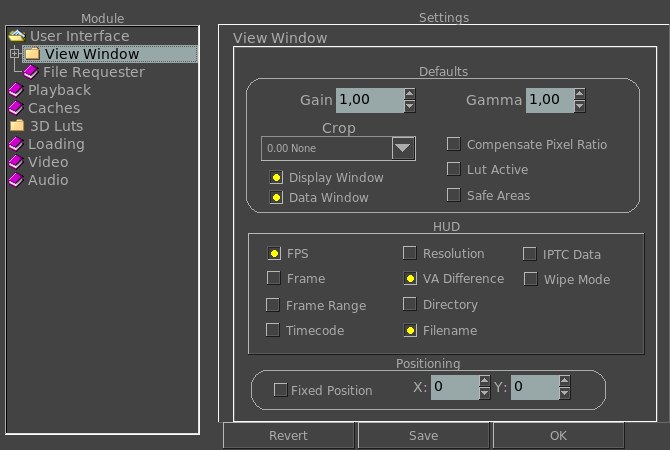 Module
User Interface
View Window
File Requester
Playback
Caches
3D Luts
Loading
Video
Audio
Settings
View Window
Defaults
Gain 1,00 Gamma 1,00
Crop
0.00 None
Display Window
Data Window
Compensate Pixel Ratio
Lut Active
Safe Areas
HUD
FPS Resolution IPTC Data
Frame VA Difference Wipe Mode
Frame Range Directory
Timecode Filename
Positioning
Fixed Position X: 0 Y: 0
Revert Save OK